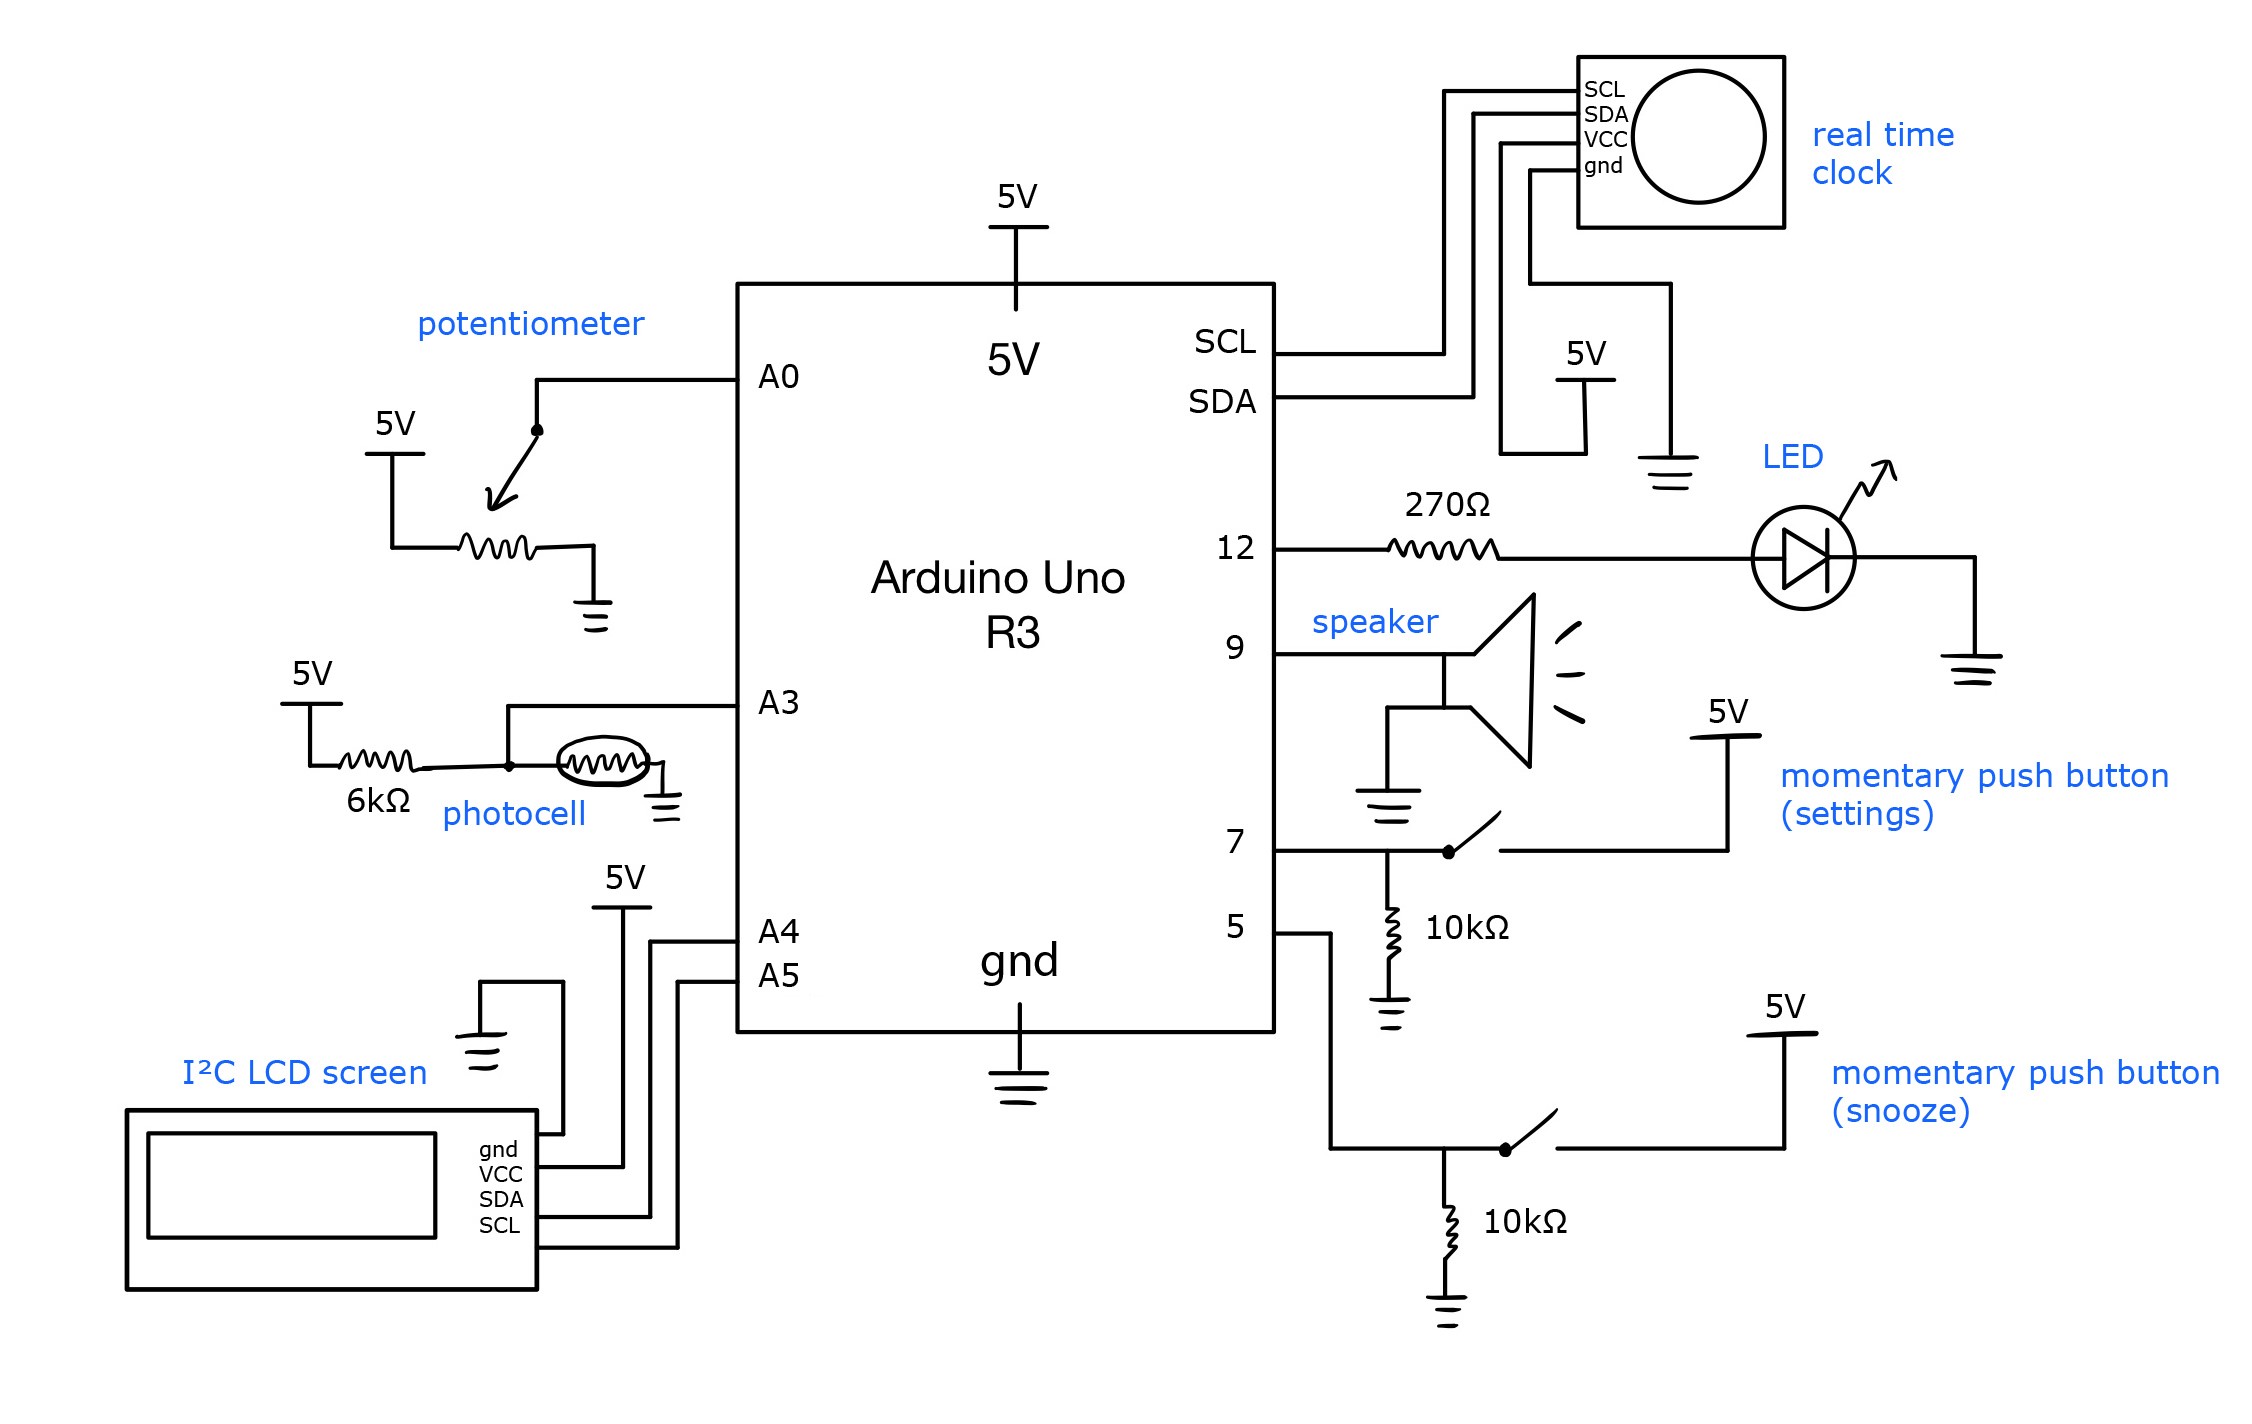 SCL
SDA
VCC
gnd
real time
clock
5V
potentiometer
A0
5V
SCL
SDA
5V
5V
LED
270Ω
12
Arduino Uno
R3
speaker
9
5V
A3
6kΩ
photocell
5V
momentary push button
(settings)
7
5V
A4
A5
gnd
5
10kΩ
5V
I²C LCD screen
momentary push button
(snooze)
gnd
VCC
SDA
SCL
10kΩ